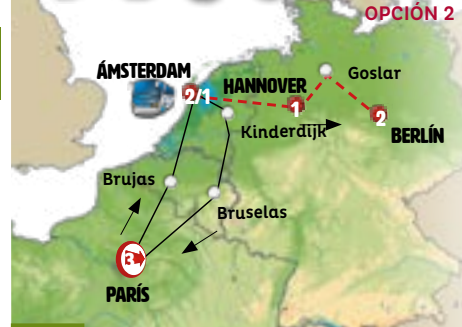 OPCIÓN 2
ÁMSTERDAM
2/1
HANNOVER
1
Goslar
2
BERLÍN
Kinderdijk
Brujas
Bruselas
3
PARÍS